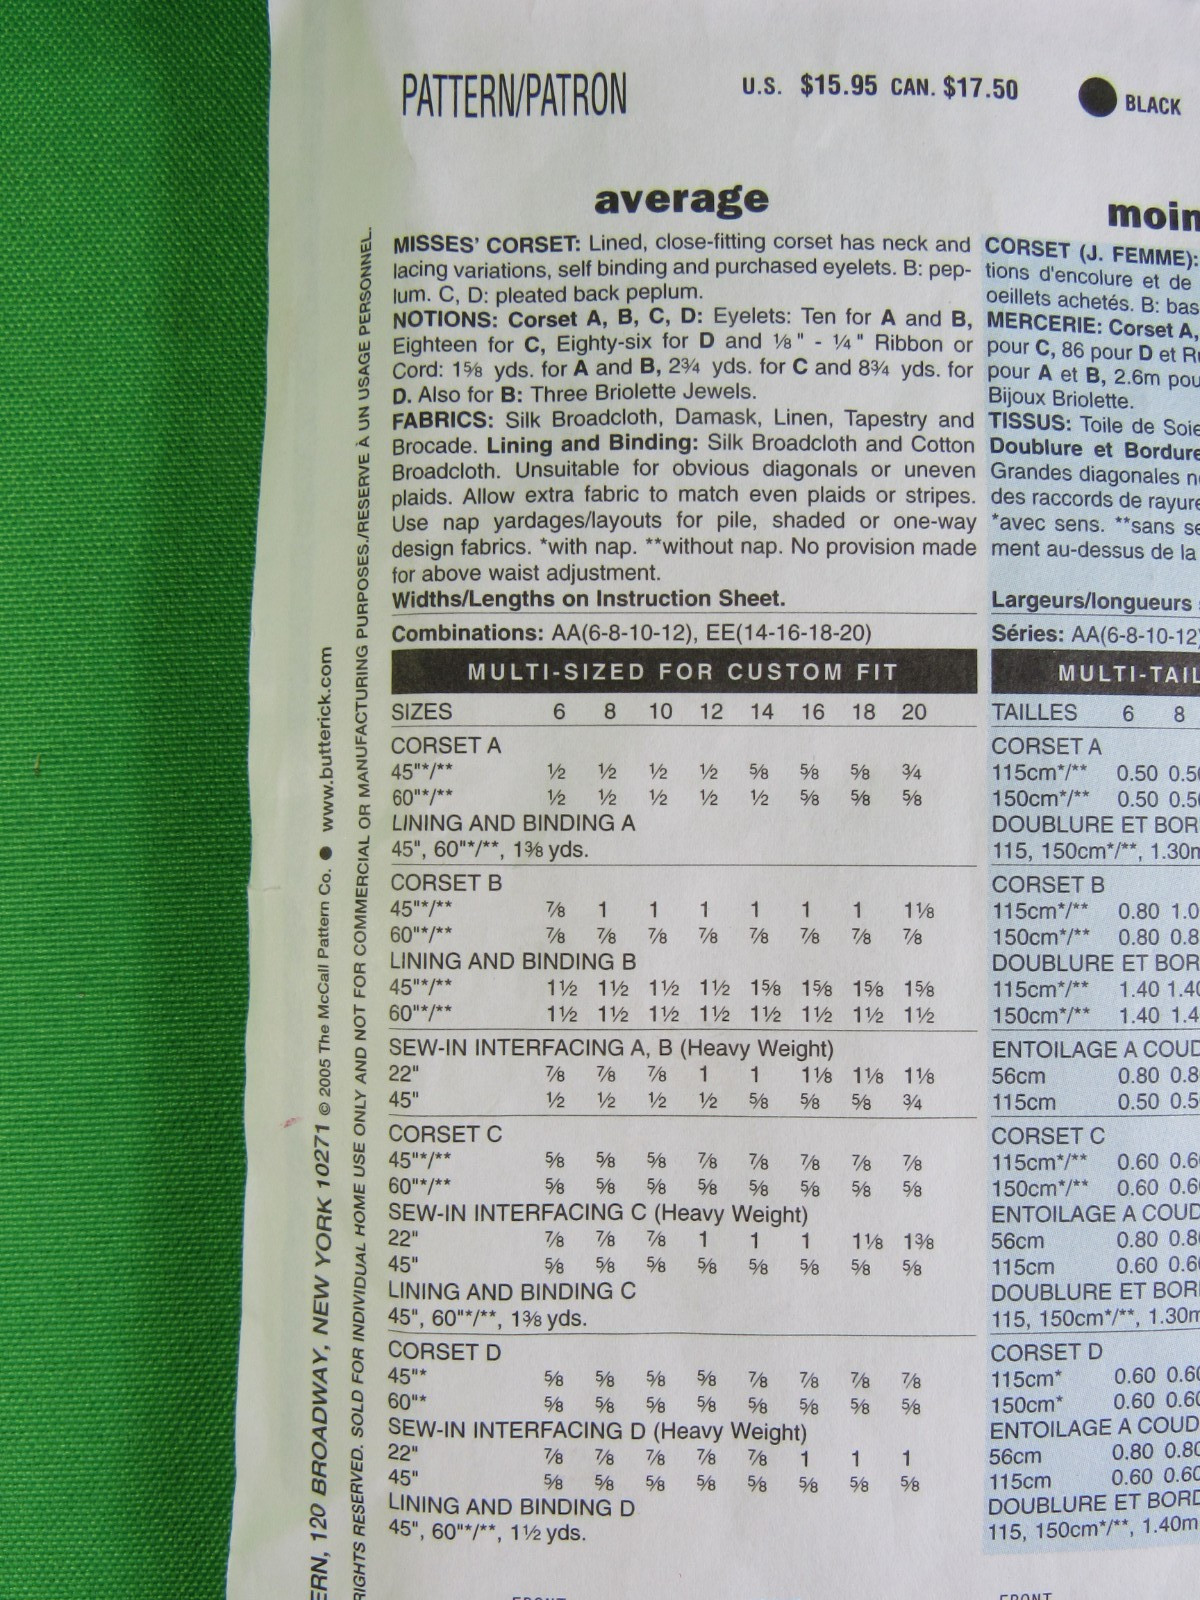 PATTERN/PATRON
U.S. $15.95 CAN. $17.50
BLACK
average
MISSES' CORSET: Lined, close-fitting corset has neck and
lacing variations, self binding and purchased eyelets. B: pep-
lum. C, D: pleated back peplum.
NOTIONS: Corset A, B, C, D: Eyelets: Ten for A and B,
Eighteen for C, Eighty-six for D and 1/8" - 1/4" Ribbon or
Cord: 1 5/8 yds. for A and B, 2 3/4 yds. for C and 8 3/4 yds. for
D. Also for B: Three Briolette Jewels.
FABRICS: Silk Broadcloth, Damask, Linen, Tapestry and
Brocade. Lining and Binding: Silk Broadcloth and Cotton
Broadcloth. Unsuitable for obvious diagonals or uneven
plaids. Allow extra fabric to match even plaids or stripes.
Use nap yardages/layouts for pile, shaded or one-way
design fabrics. *with nap. **without nap. No provision made
for above waist adjustment.
Widths/Lengths on Instruction Sheet.
Combinations: AA(6-8-10-12), EE(14-16-18-20)
MULTI-SIZED FOR CUSTOM FIT
SIZES 6 8 10 12 14 16 18 20
CORSET A
45"*/** 1/2 1/2 1/2 1/2 5/8 5/8 5/8 3/4
60"*/** 1/2 1/2 1/2 1/2 1/2 5/8 5/8 5/8
LINING AND BINDING A
45", 60"*/**, 1 3/8 yds.
CORSET B
45"*/** 7/8 1 1 1 1 1 1 1 1/8
60"*/** 7/8 7/8 7/8 7/8 7/8 7/8 7/8 7/8
LINING AND BINDING B
45"*/** 1 1/2 1 1/2 1 1/2 1 1/2 1 5/8 1 5/8 1 5/8 1 5/8
60"*/** 1 1/2 1 1/2 1 1/2 1 1/2 1 1/2 1 1/2 1 1/2 1 1/2
SEW-IN INTERFACING A, B (Heavy Weight)
22" 7/8 7/8 7/8 1 1 1 1/8 1 1/8 1 1/8
45" 1/2 1/2 1/2 1/2 5/8 5/8 5/8 3/4
CORSET C
45"*/** 5/8 5/8 5/8 7/8 7/8 7/8 7/8 7/8
60"*/** 5/8 5/8 5/8 5/8 5/8 5/8 5/8 5/8
SEW-IN INTERFACING C (Heavy Weight)
22" 7/8 7/8 7/8 1 1 1 1 1/8 1 3/8
45" 5/8 5/8 5/8 5/8 5/8 5/8 5/8 5/8
LINING AND BINDING C
45", 60"*/**, 1 3/8 yds.
CORSET D
45"* 5/8 5/8 5/8 5/8 7/8 7/8 7/8 7/8
60"* 5/8 5/8 5/8 5/8 5/8 5/8 5/8 5/8
SEW-IN INTERFACING D (Heavy Weight)
22" 7/8 7/8 7/8 7/8 7/8 1 1 1
45" 5/8 5/8 5/8 5/8 5/8 5/8 5/8 5/8
LINING AND BINDING D
45", 60"*/**, 1 1/2 yds.
moin
CORSET (J. FEMME):
tions d'encolure et de
oeillets achetés. B: bas
MERCERIE: Corset A,
pour C, 86 pour D et
pour A et B, 2.6m pou
Bijoux Briolette.
TISSUS: Toile de Soie
Doublure et Bordure
Grandes diagonales
des raccords de rayure
*avec sens. **sans se
ment au-dessus de la
Largeurs/longueurs
Séries: AA(6-8-10-12)
MULTI-TAIL
TAILLES 6 8
CORSET A
115cm*/** 0.50 0.50
150cm*/** 0.50 0.50
DOUBLURE ET BOR
115, 150cm*/**, 1.30m
CORSET B
115cm*/** 0.80 1.0
150cm*/** 0.80 0.8
DOUBLURE ET BOR
115cm*/** 1.40 1.40
150cm*/** 1.40 1.4
ENTOILAGE A COUD
56cm 0.80 0.8
115cm 0.50 0.5
CORSET C
115cm*/** 0.60 0.6
150cm*/** 0.60 0.6
ENTOILAGE A COUD
56cm 0.80 0.8
115cm 0.60 0.6
DOUBLURE ET BOR
115, 150cm*/**, 1.30m
CORSET D
115cm* 0.60 0.60
150cm* 0.60 0.60
ENTOILAGE A COUD
56cm 0.80 0.80
115cm 0.60 0.60
DOUBLURE ET BORD
115, 150cm*/**, 1.40m
ERN, 120 BROADWAY, NEW YORK 10271 © 2005 The McCall Pattern Co. ● www.butterick.com
RIGHTS RESERVED. SOLD FOR INDIVIDUAL HOME USE ONLY AND NOT FOR COMMERCIAL OR MANUFACTURING PURPOSES./RESERVE À UN USAGE PERSONNEL.
FRONT
FRONT